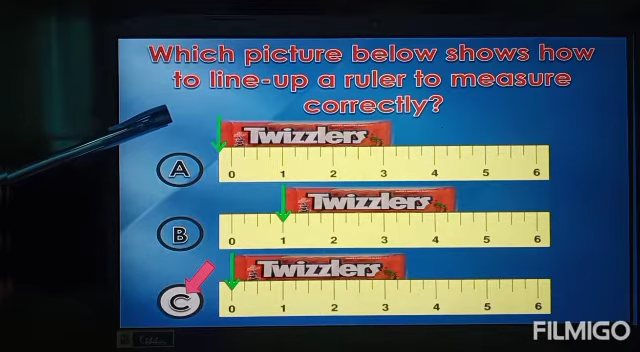 Which picture below shows how
to line-up a ruler to measure
correctly?
Twizzlers
A
0 1 2 3 4 5 6
Twizzlers
B
0 1 2 3 4 5 6
Twizzlers
C
0 1 2 3 4 5 6
FILMIGO